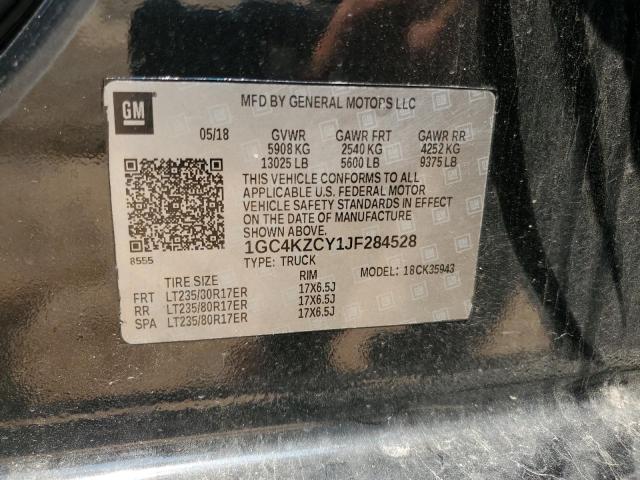 GM
MFD BY GENERAL MOTORS LLC
05/18 GVWR GAWR FRT GAWR RR
5908 KG 2540 KG 4252 KG
13025 LB 5600 LB 9375 LB
THIS VEHICLE CONFORMS TO ALL
APPLICABLE U.S. FEDERAL MOTOR
VEHICLE SAFETY STANDARDS IN EFFECT
ON THE DATE OF MANUFACTURE
SHOWN ABOVE.
1GC4KZCY1JF284528
8555
TYPE: TRUCK MODEL: 18CK35943
TIRE SIZE RIM
FRT LT235/80R17ER 17X6.5J
RR LT235/80R17ER 17X6.5J
SPA LT235/80R17ER 17X6.5J